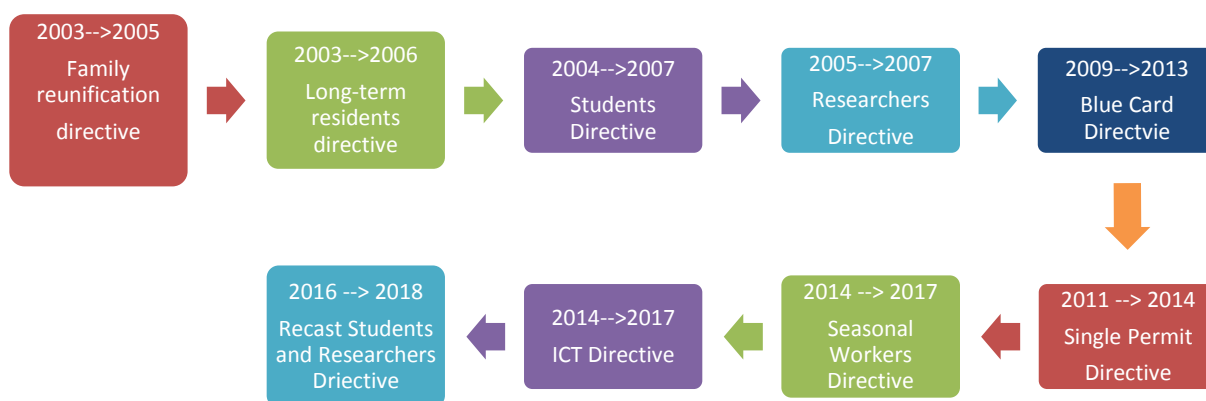 2003-->2005
Family
reunification
directive
2003-->2006
Long-term
residents
directive
2004-->2007
Students
Directive
2005-->2007
Researchers
Directive
2009-->2013
Blue Card
Directvie
2011 --> 2014
Single Permit
Directive
2014 --> 2017
Seasonal
Workers
Directive
2014-->2017
ICT Directive
2016 --> 2018
Recast Students
and Researchers
Driective